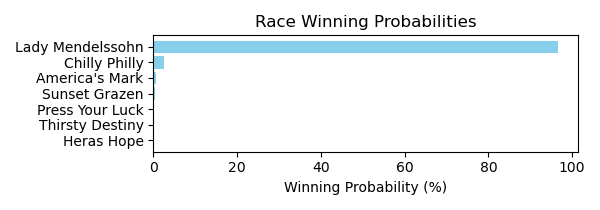 Race Winning Probabilities
Lady Mendelssohn
Chilly Philly
America's Mark
Sunset Grazen
Press Your Luck
Thirsty Destiny
Heras Hope
0 20 40 60 80 100
Winning Probability (%)